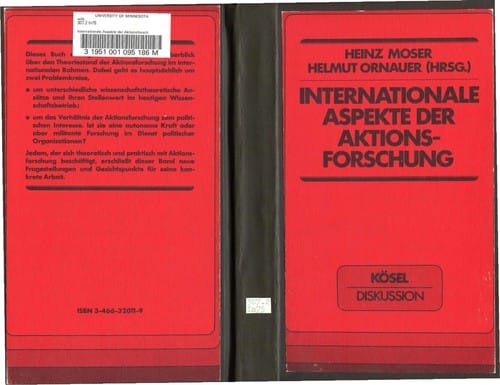 UNIVERSITY OF MINNESOTA
Internationale Aspekte der Aktionsforsch
3 1951 001 095 186 M
Dieses Buch
erblick
über den Theoriestand der Aktionsforschung im inter-
nationalen Rahmen. Dabei geht es hauptsächlich um
zwei Problemkreise,
um unterschiedliche wissenschaftstheoretische An-
sätze und ihren Stellenwert im heutigen Wissen-
schaftsbetrieb;
um das Verhältnis der Aktionsforschung zum politi-
schen Interesse. Ist sie eine autonome Kraft oder
aber militante Forschung im Dienst politischer
Organisationen?
Jedem, der sich theoretisch und praktisch mit Aktions-
forschung beschäftigt, erschließt dieser Band neue
Fragestellungen und Gesichtspunkte für seine kon-
krete Arbeit.
ISBN 3-466-32011-9
HEINZ MOSER
HELMUT ORNAUER (HRSG.)
INTERNATIONALE
ASPEKTE DER
AKTIONS-
FORSCHUNG
KÖSEL
DISKUSSION